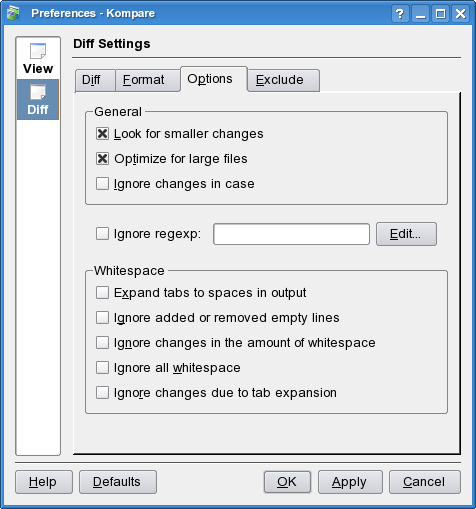 Preferences - Kompare
?
View
Diff
Diff Settings
Diff Format Options Exclude
General
Look for smaller changes
Optimize for large files
Ignore changes in case
Ignore regexp: Edit...
Whitespace
Expand tabs to spaces in output
Ignore added or removed empty lines
Ignore changes in the amount of whitespace
Ignore all whitespace
Ignore changes due to tab expansion
Help Defaults OK Apply Cancel